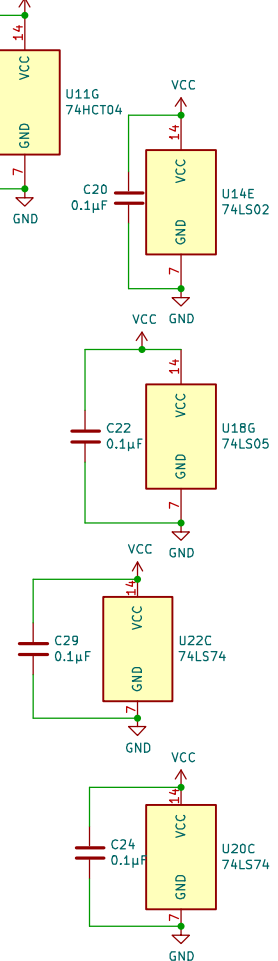 14
VCC
U11G
74HCT04
GND
7
GND
VCC
14
VCC
C20
0.1µF
U14E
74LS02
GND
7
GND
VCC
14
VCC
C22
0.1µF
U18G
74LS05
GND
7
GND
VCC
14
VCC
C29
0.1µF
U22C
74LS74
GND
7
GND
VCC
14
VCC
C24
0.1µF
U20C
74LS74
GND
7
GND